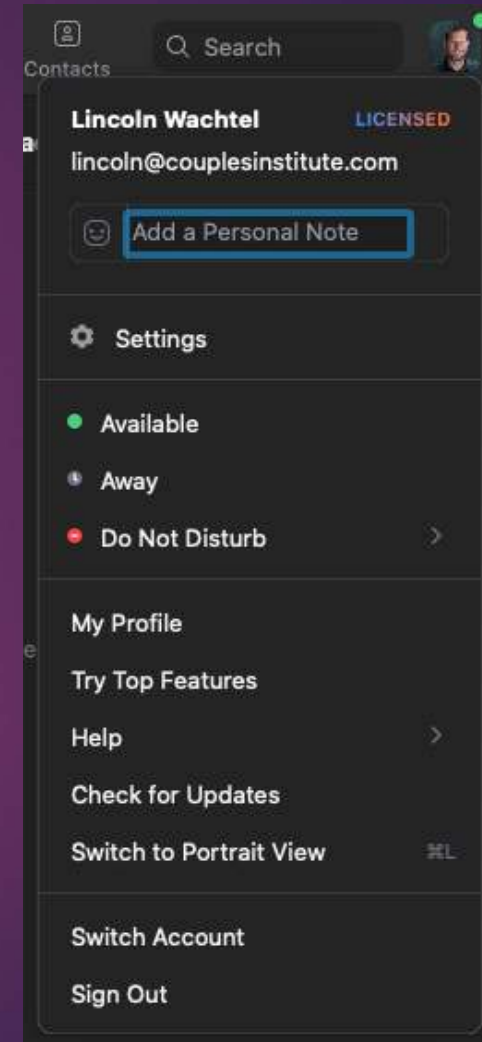 Contacts
Search
Lincoln Wachtel LICENSED
lincoln@couplesinstitute.com
Add a Personal Note
Settings
Available
Away
Do Not Disturb
My Profile
Try Top Features
Help
Check for Updates
Switch to Portrait View ⌘L
Switch Account
Sign Out